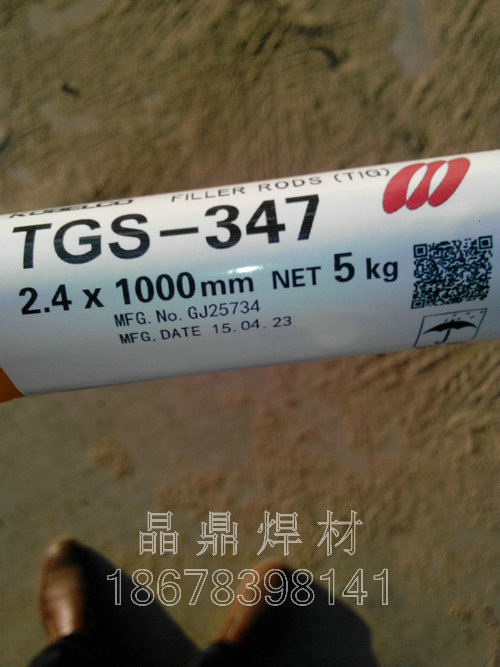 KOBELCO FILLER RODS (TIG)
TGS-347
2.4 x 1000mm NET 5 kg
MFG. No. GJ25734
MFG. DATE 15.04.23
晶鼎焊材
18678398141